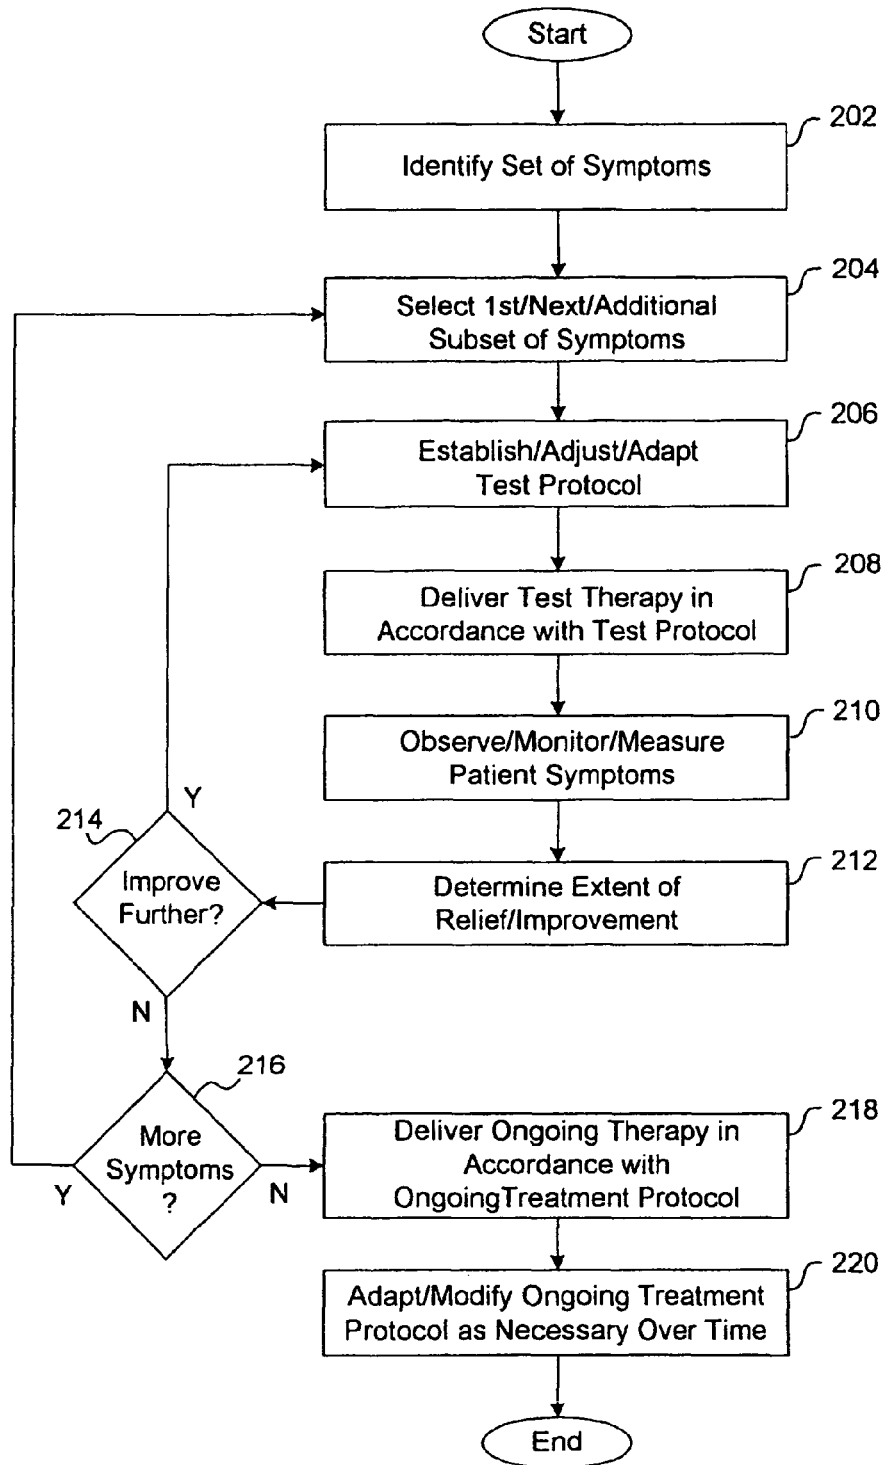 Start
202
Identify Set of Symptoms
204
Select 1st/Next/Additional
Subset of Symptoms
206
Establish/Adjust/Adapt
Test Protocol
208
Deliver Test Therapy in
Accordance with Test Protocol
210
Observe/Monitor/Measure
Patient Symptoms
Y
214
Improve
Further?
212
Determine Extent of
Relief/Improvement
N
216
More
Symptoms
?
Y
N
218
Deliver Ongoing Therapy in
Accordance with
OngoingTreatment Protocol
220
Adapt/Modify Ongoing Treatment
Protocol as Necessary Over Time
End